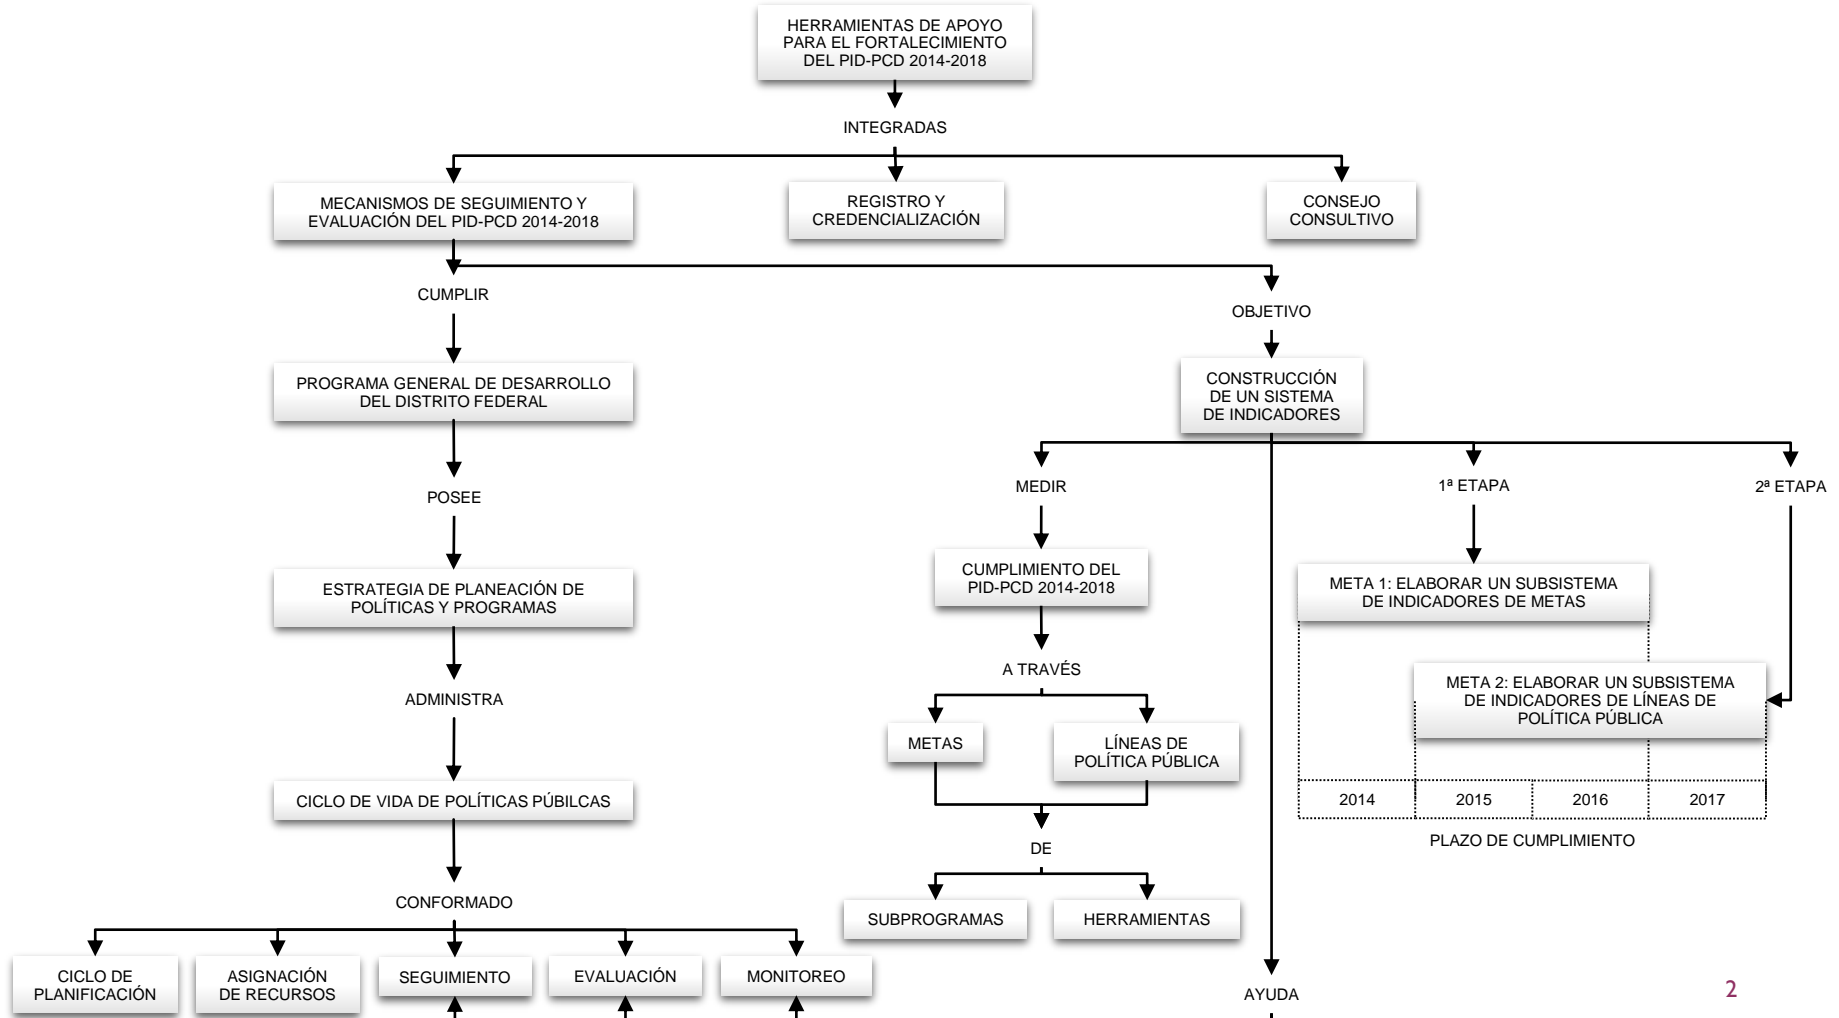 HERRAMIENTAS DE APOYO
PARA EL FORTALECIMIENTO
DEL PID-PCD 2014-2018
INTEGRADAS
MECANISMOS DE SEGUIMIENTO Y
EVALUACIÓN DEL PID-PCD 2014-2018
REGISTRO Y
CREDENCIALIZACIÓN
CONSEJO
CONSULTIVO
CUMPLIR
OBJETIVO
PROGRAMA GENERAL DE DESARROLLO
DEL DISTRITO FEDERAL
CONSTRUCCIÓN
DE UN SISTEMA
DE INDICADORES
POSEE
MEDIR
1ª ETAPA
2ª ETAPA
ESTRATEGIA DE PLANEACIÓN DE
POLÍTICAS Y PROGRAMAS
CUMPLIMIENTO DEL
PID-PCD 2014-2018
META 1: ELABORAR UN SUBSISTEMA
DE INDICADORES DE METAS
ADMINISTRA
A TRAVÉS
META 2: ELABORAR UN SUBSISTEMA
DE INDICADORES DE LÍNEAS DE
POLÍTICA PÚBLICA
METAS
LÍNEAS DE
POLÍTICA PÚBLICA
CICLO DE VIDA DE POLÍTICAS PÚBILCAS
2014
2015
2016
2017
PLAZO DE CUMPLIMIENTO
DE
CONFORMADO
SUBPROGRAMAS
HERRAMIENTAS
CICLO DE
PLANIFICACIÓN
ASIGNACIÓN
DE RECURSOS
SEGUIMIENTO
EVALUACIÓN
MONITOREO
AYUDA
2